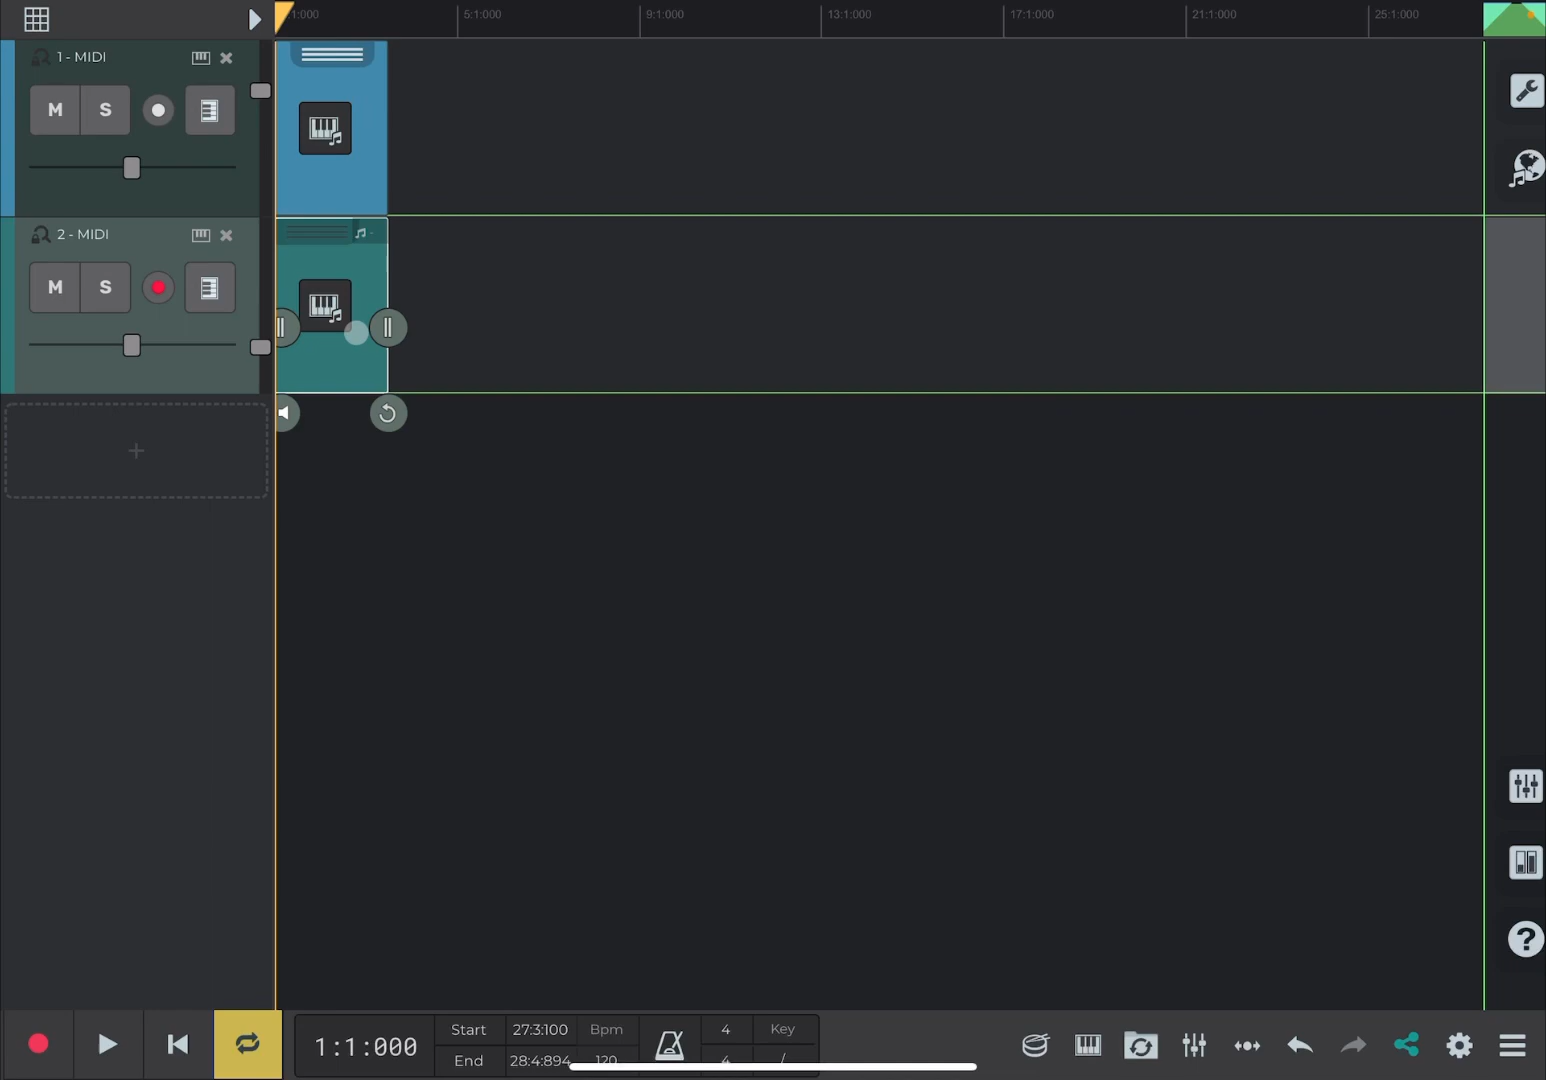 5:1:000
9:1:000
13:1:000
17:1:000
21:1:000
25:1:000
1 - MIDI
M S
2 - MIDI
M S
Start 27:3:100 Bpm 4 Key
1:1:000
End 28:4:894 120 4 /